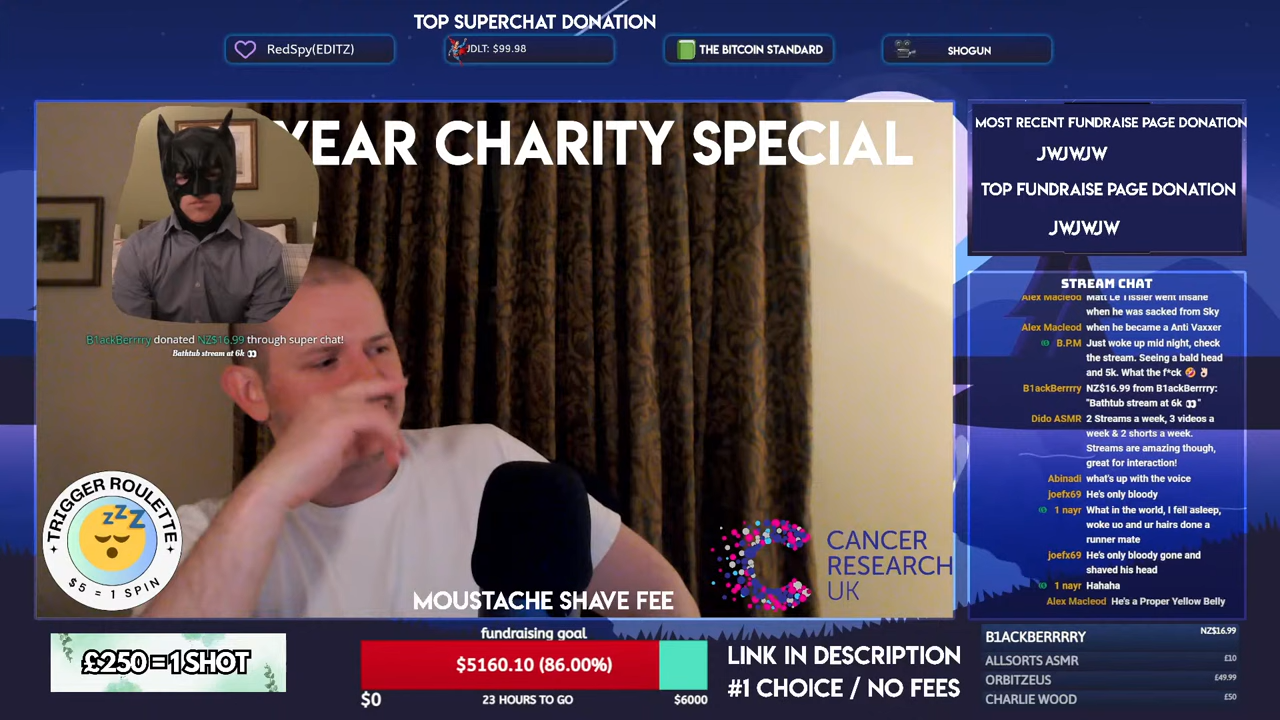 TOP SUPERCHAT DONATION
RedSpy(EDITZ)
JDLT: $99.98
THE BITCOIN STANDARD
SHOGUN
YEAR CHARITY SPECIAL
B1ackBerrrry donated NZ$16.99 through super chat!
Bathtub stream at 6k 👀
TRIGGER ROULETTE
zzZ
$5 = 1 SPIN
CANCER
RESEARCH
UK
MOUSTACHE SHAVE FEE
MOST RECENT FUNDRAISE PAGE DONATION
JWJWJW
TOP FUNDRAISE PAGE DONATION
JWJWJW
STREAM CHAT
Alex Macleod Matt Le Tissier went insane
when he was sacked from Sky
Alex Macleod when he became a Anti Vaxxer
B.P.M Just woke up mid night, check
the stream. Seeing a bald head
and 5k. What the f*ck 🤣 👌🏻
B1ackBerrrry NZ$16.99 from B1ackBerrrry:
"Bathtub stream at 6k 👀"
Dido ASMR 2 Streams a week, 3 videos a
week & 2 shorts a week.
Streams are amazing though,
great for interaction!
Abinadi what's up with the voice
joefx69 He's only bloody
1 nayr What in the world, I fell asleep,
woke uo and ur hairs done a
runner mate
joefx69 He's only bloody gone and
shaved his head
1 nayr Hahaha
Alex Macleod He's a Proper Yellow Belly
£250 = 1 SHOT
fundraising goal
$5160.10 (86.00%)
$0
23 HOURS TO GO
$6000
LINK IN DESCRIPTION
#1 CHOICE / NO FEES
B1ACKBERRRRY NZ$16.99
ALLSORTS ASMR £10
ORBITZEUS £49.99
CHARLIE WOOD £50